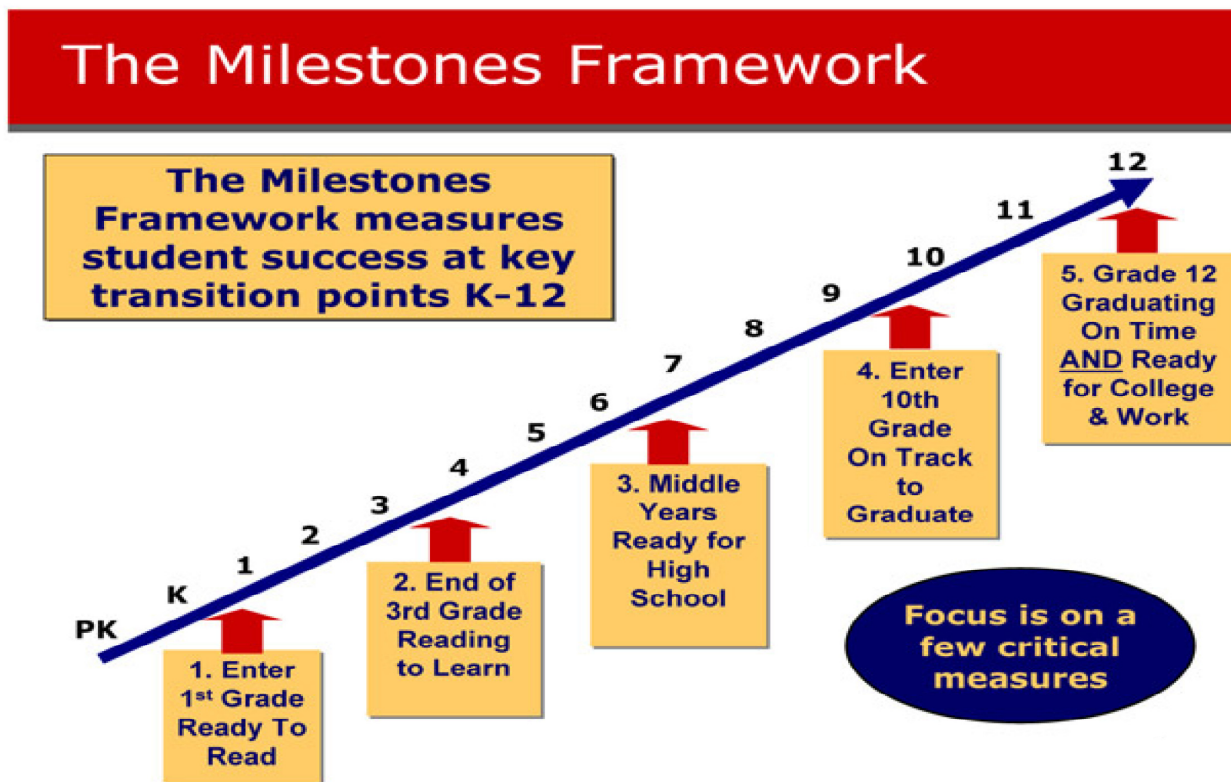 The Milestones Framework
The Milestones
Framework measures
student success at key
transition points K-12
PK
K
1
2
3
4
5
6
7
8
9
10
11
12
1. Enter
1st Grade
Ready To
Read
2. End of
3rd Grade
Reading
to Learn
3. Middle
Years
Ready for
High
School
4. Enter
10th
Grade
On Track
to
Graduate
5. Grade 12
Graduating
On Time
AND Ready
for College
& Work
Focus is on a
few critical
measures